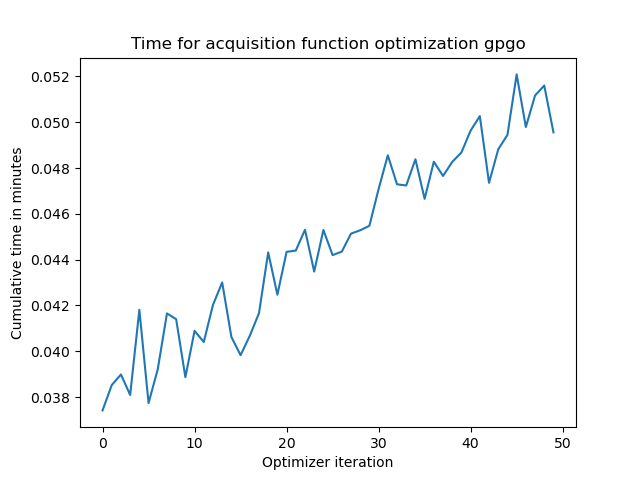 Time for acquisition function optimization gpgo
Cumulative time in minutes
0.052
0.050
0.048
0.046
0.044
0.042
0.040
0.038
0 10 20 30 40 50
Optimizer iteration